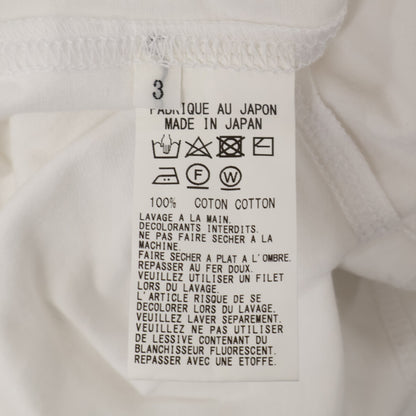 3
FABRIQUE AU JAPON
MADE IN JAPAN
F W
100% COTON COTTON
LAVAGE A LA MAIN.
DECOLORANTS INTERDITS.
NE PAS FAIRE SECHER A LA
MACHINE.
FAIRE SECHER A PLAT A L'OMBRE.
REPASSER AU FER DOUX.
VEUILLEZ UTILISER UN FILET
LORS DU LAVAGE.
L'ARTICLE RISQUE DE SE
DECOLORER LORS DU LAVAGE,
VEUILLEZ LAVER SEPAREMENT.
VEUILLEZ NE PAS UTILISER
DE LESSIVE CONTENANT DU
BLANCHISSEUR FLUORESCENT.
REPASSER AVEC UNE ETOFFE.